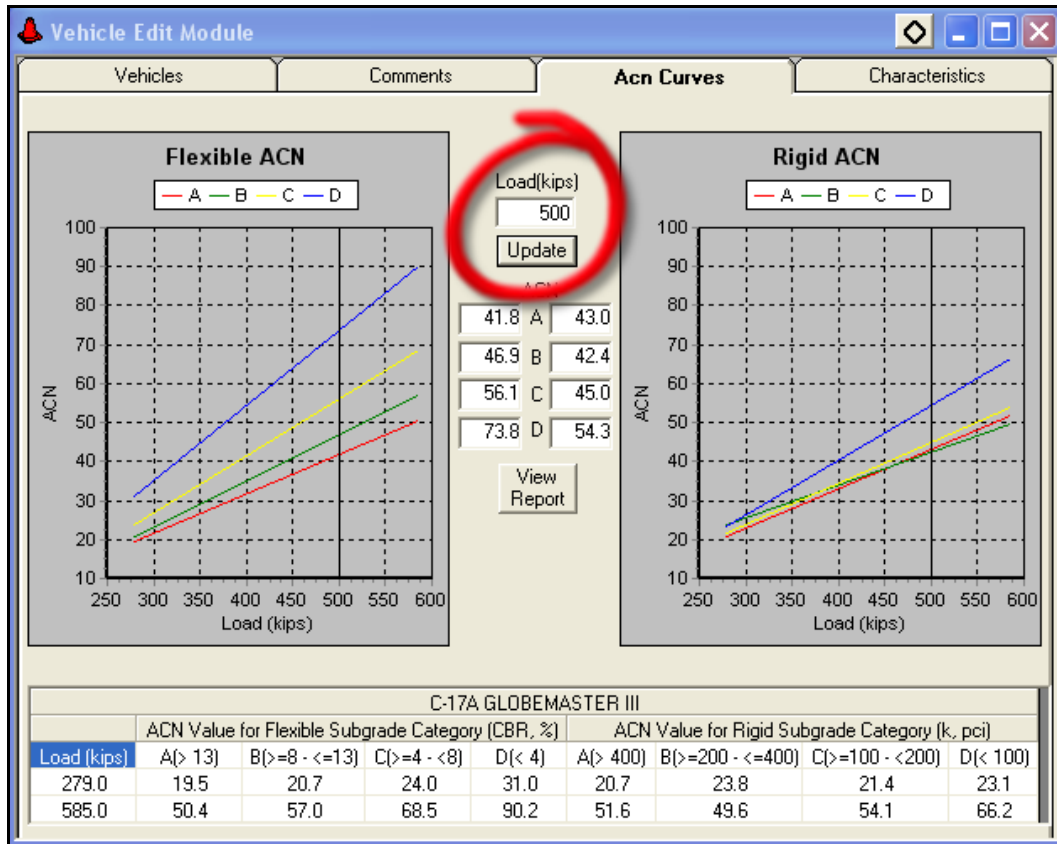 Vehicle Edit Module
Vehicles Comments Acn Curves Characteristics
Flexible ACN
A B C D
100
90
80
70
60
50
40
30
20
10
ACN
250 300 350 400 450 500 550 600
Load (kips)
Load(kips)
500
Update
ACN
41.8 A 43.0
46.9 B 42.4
56.1 C 45.0
73.8 D 54.3
View
Report
Rigid ACN
A B C D
100
90
80
70
60
50
40
30
20
10
ACN
250 300 350 400 450 500 550 600
Load (kips)
C-17A GLOBEMASTER III
ACN Value for Flexible Subgrade Category (CBR, %) ACN Value for Rigid Subgrade Category (k, pci)
Load (kips) A(> 13) B(>=8 - <=13) C(>=4 - <8) D(< 4) A(> 400) B(>=200 - <=400) C(>=100 - <200) D(< 100)
279.0 19.5 20.7 24.0 31.0 20.7 23.8 21.4 23.1
585.0 50.4 57.0 68.5 90.2 51.6 49.6 54.1 66.2